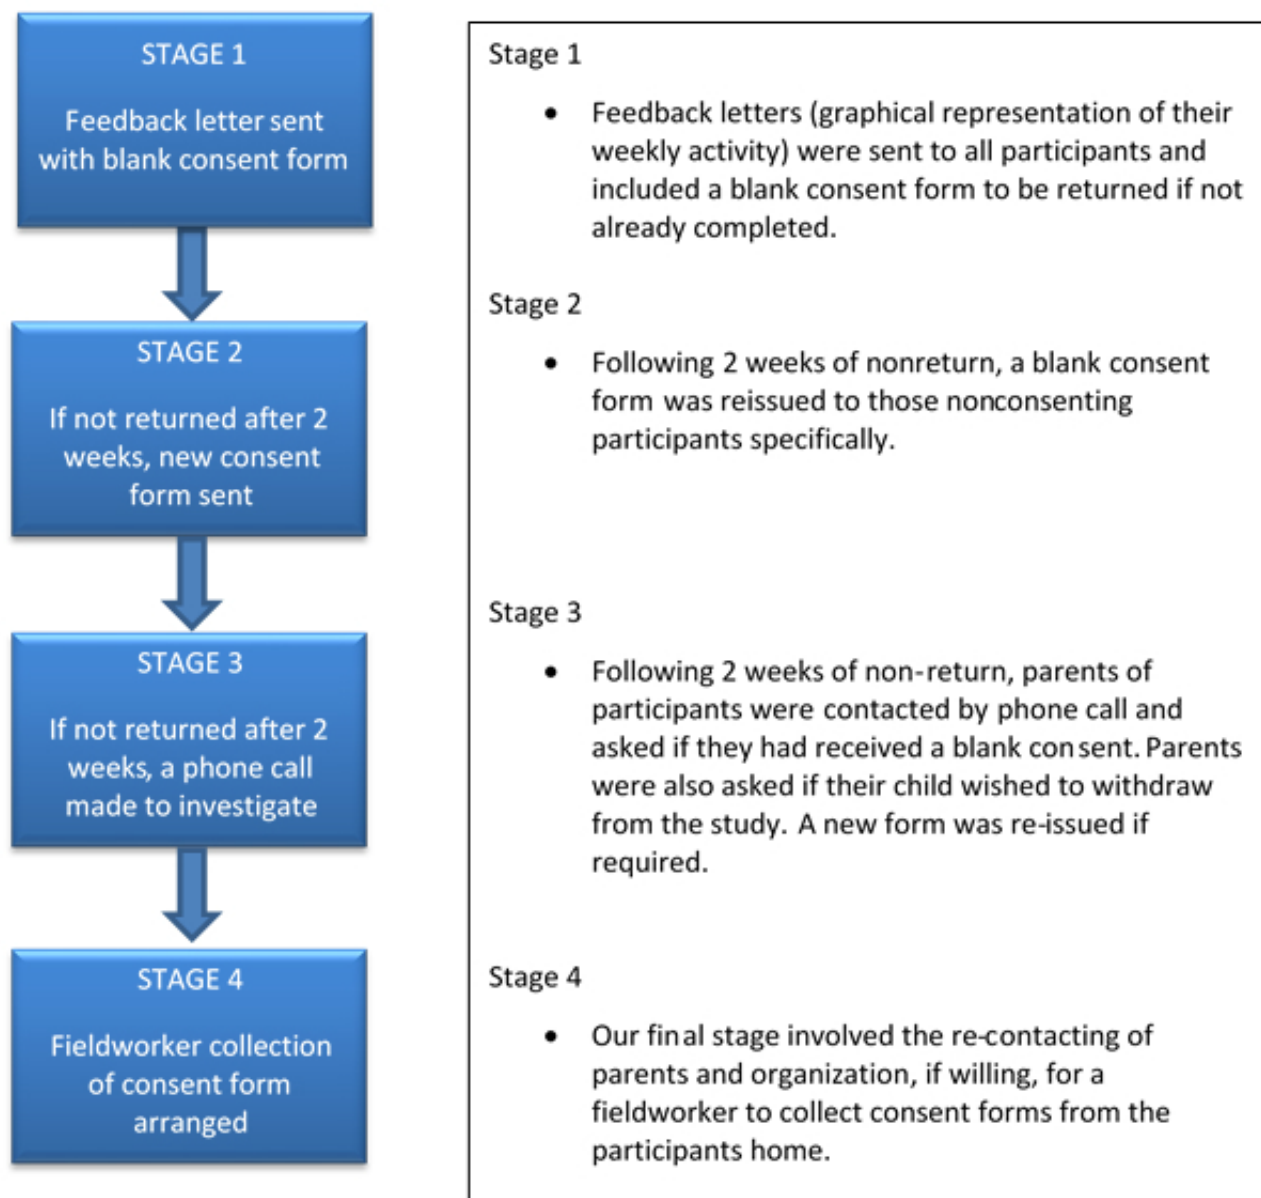 STAGE 1
Feedback letter sent
with blank consent form
STAGE 2
If not returned after 2
weeks, new consent
form sent
STAGE 3
If not returned after 2
weeks, a phone call
made to investigate
STAGE 4
Fieldworker collection
of consent form
arranged
Stage 1
• Feedback letters (graphical representation of their
weekly activity) were sent to all participants and
included a blank consent form to be returned if not
already completed.
Stage 2
• Following 2 weeks of nonreturn, a blank consent
form was reissued to those nonconsenting
participants specifically.
Stage 3
• Following 2 weeks of non-return, parents of
participants were contacted by phone call and
asked if they had received a blank consent. Parents
were also asked if their child wished to withdraw
from the study. A new form was re-issued if
required.
Stage 4
• Our final stage involved the re-contacting of
parents and organization, if willing, for a
fieldworker to collect consent forms from the
participants home.